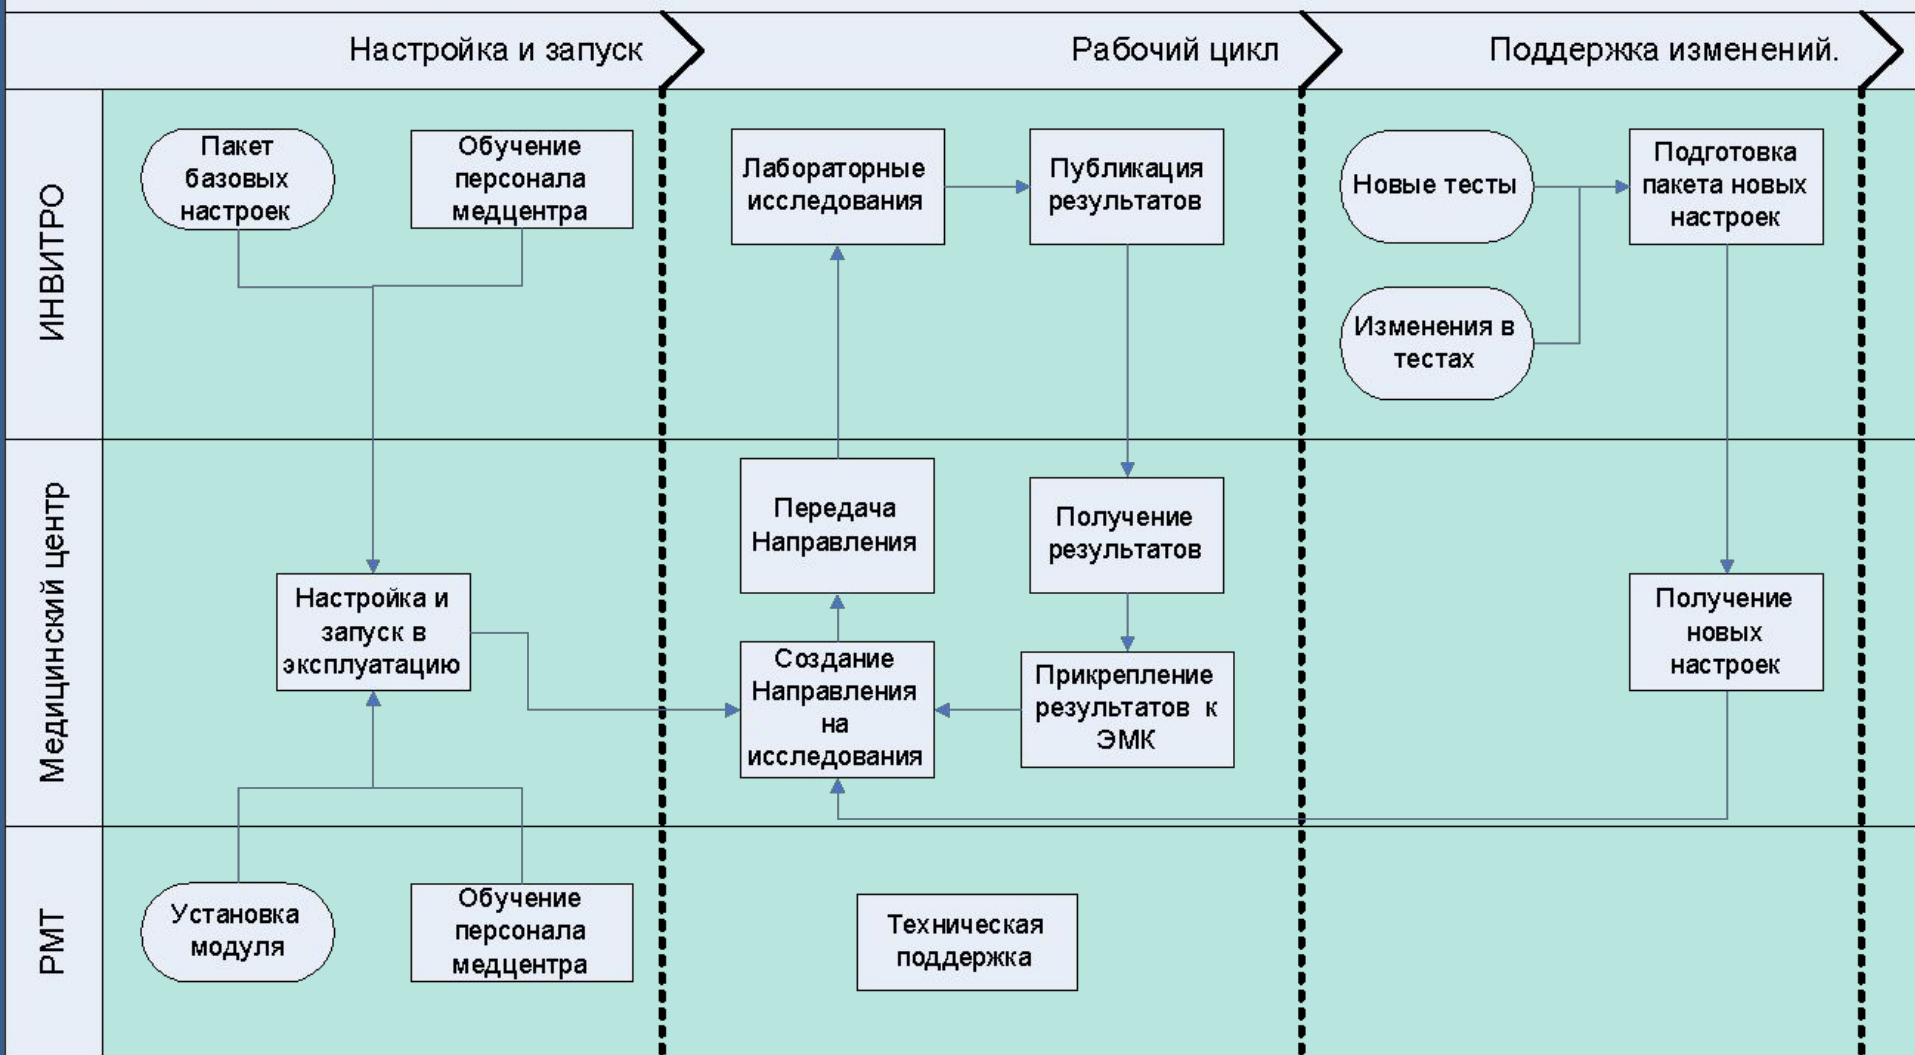 Настройка и запуск
Рабочий цикл
Поддержка изменений.
ИНВИТРО
Пакет
базовых
настроек
Обучение
персонала
медцентра
Лабораторные
исследования
Публикация
результатов
Новые тесты
Подготовка
пакета новых
настроек
Изменения в
тестах
Медицинский центр
Настройка и
запуск в
эксплуатацию
Передача
Направления
Получение
результатов
Создание
Направления
на
исследования
Прикрепление
результатов к
ЭМК
Получение
новых
настроек
РМТ
Установка
модуля
Обучение
персонала
медцентра
Техническая
поддержка